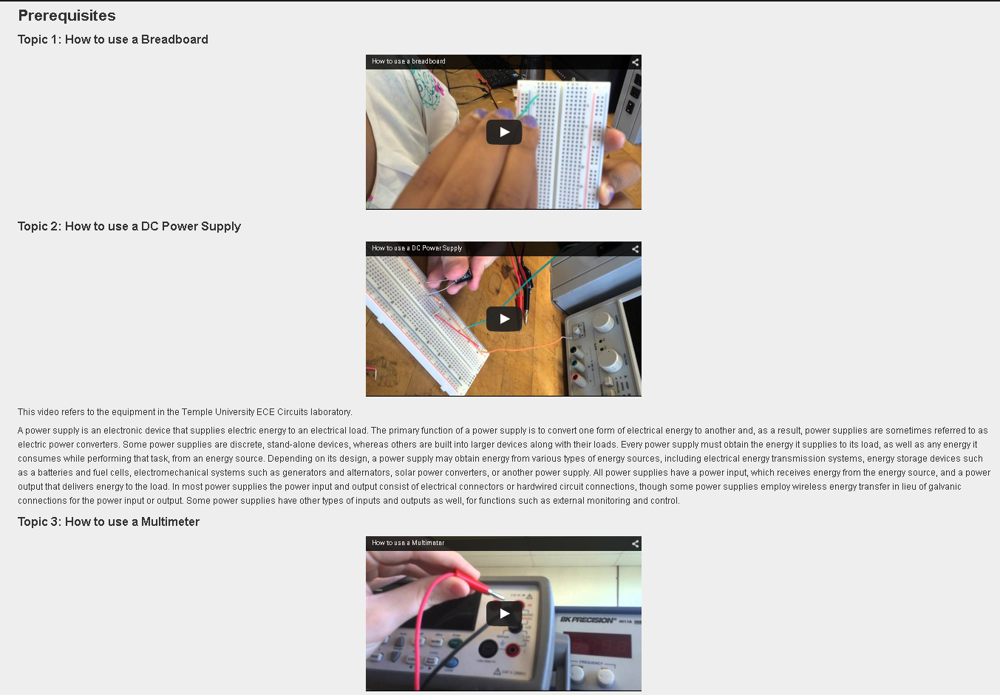 Prerequisites
Topic 1: How to use a Breadboard
How to use a breadboard
Topic 2: How to use a DC Power Supply
How to use a DC Power Supply
This video refers to the equipment in the Temple University ECE Circuits laboratory.
A power supply is an electronic device that supplies electric energy to an electrical load. The primary function of a power supply is to convert one form of electrical energy to another and, as a result, power supplies are sometimes referred to as
electric power converters. Some power supplies are discrete, stand-alone devices, whereas others are built into larger devices along with their loads. Every power supply must obtain the energy it supplies to its load, as well as any energy it
consumes while performing that task, from an energy source. Depending on its design, a power supply may obtain energy from various types of energy sources, including electrical energy transmission systems, energy storage devices such
as a batteries and fuel cells, electromechanical systems such as generators and alternators, solar power converters, or another power supply. All power supplies have a power input, which receives energy from the energy source, and a power
output that delivers energy to the load. In most power supplies the power input and output consist of electrical connectors or hardwired circuit connections, though some power supplies employ wireless energy transfer in lieu of galvanic
connections for the power input or output. Some power supplies have other types of inputs and outputs as well, for functions such as external monitoring and control.
Topic 3: How to use a Multimeter
How to use a Multimeter
BK PRECISION 4011A
FREQUENCY